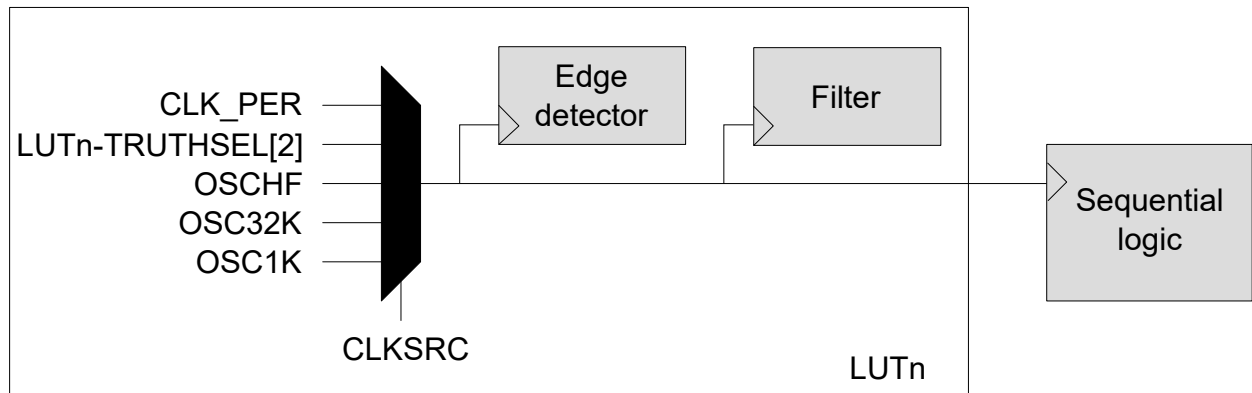 Edge
detector
Filter
CLK_PER
LUTn-TRUTHSEL[2]
OSCHF
OSC32K
OSC1K
Sequential
logic
CLKSRC
LUTn